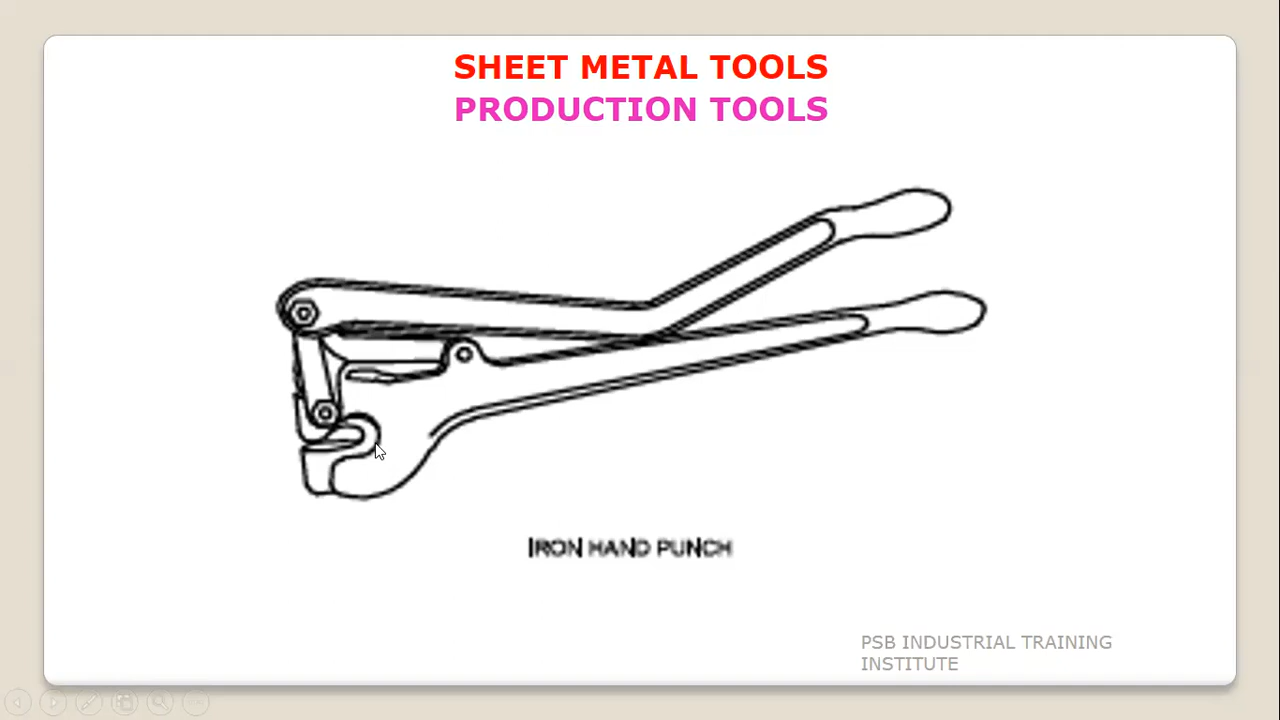 SHEET METAL TOOLS
PRODUCTION TOOLS
IRON HAND PUNCH
PSB INDUSTRIAL TRAINING
INSTITUTE